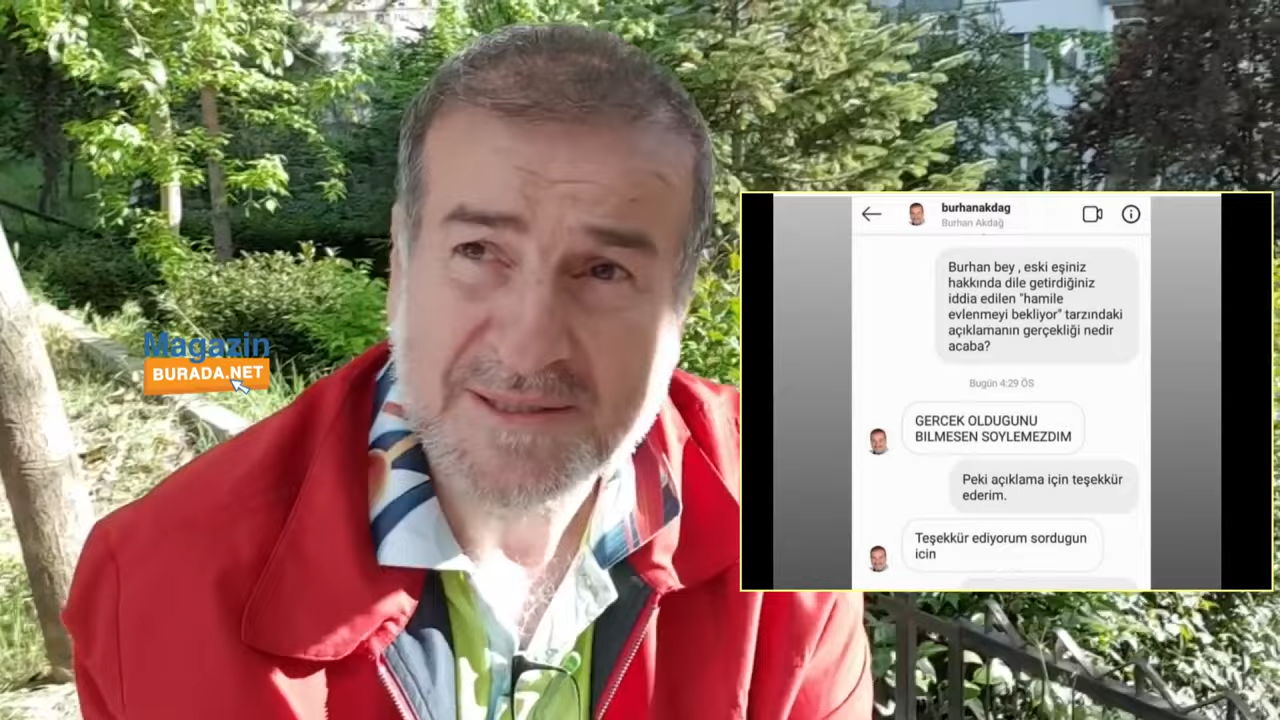 Magazin
BURADA.NET
burhanakdag
Burhan Akdağ
Burhan bey , eski eşiniz
hakkında dile getirdiğiniz
iddia edilen "hamile
evlenmeyi bekliyor" tarzındaki
açıklamanın gerçekliği nedir
acaba?
Bugün 4:29 ÖS
GERCEK OLDUGUNU
BILMESEN SOYLEMEZDIM
Peki açıklama için teşekkür
ederim.
Teşekkür ediyorum sordugun
icin